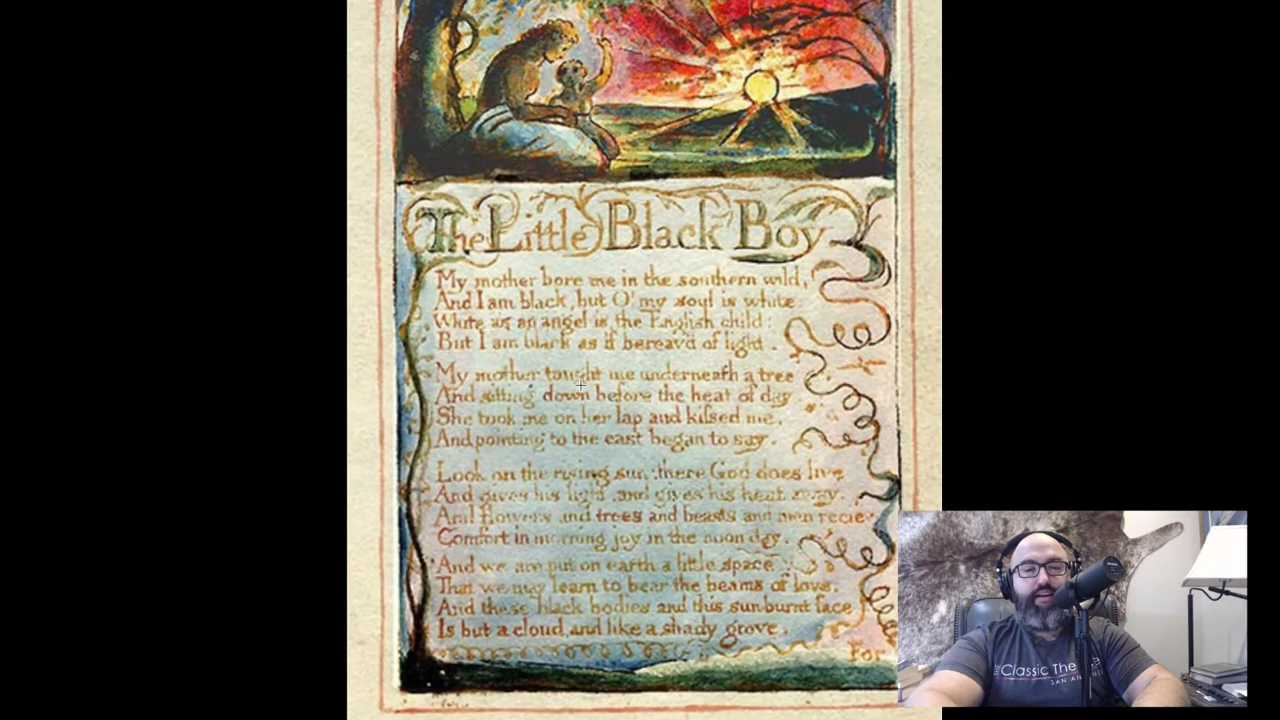 The Little Black Boy
My mother bore me in the southern wild,
And I am black, but O! my soul is white.
White as an angel is the English child:
But I am black as if bereav'd of light.
My mother taught me underneath a tree
And sitting down before the heat of day
She took me on her lap and kissed me,
And pointing to the east began to say.
Look on the rising sun: there God does live
And gives his light, and gives his heat away.
And flowers and trees and beasts and men recieve
Comfort in morning joy in the noon day.
And we are put on earth a little space
That we may learn to bear the beams of love.
And these black bodies and this sun-burnt face
Is but a cloud, and like a shady grove.
For
Classic The
SAN AN